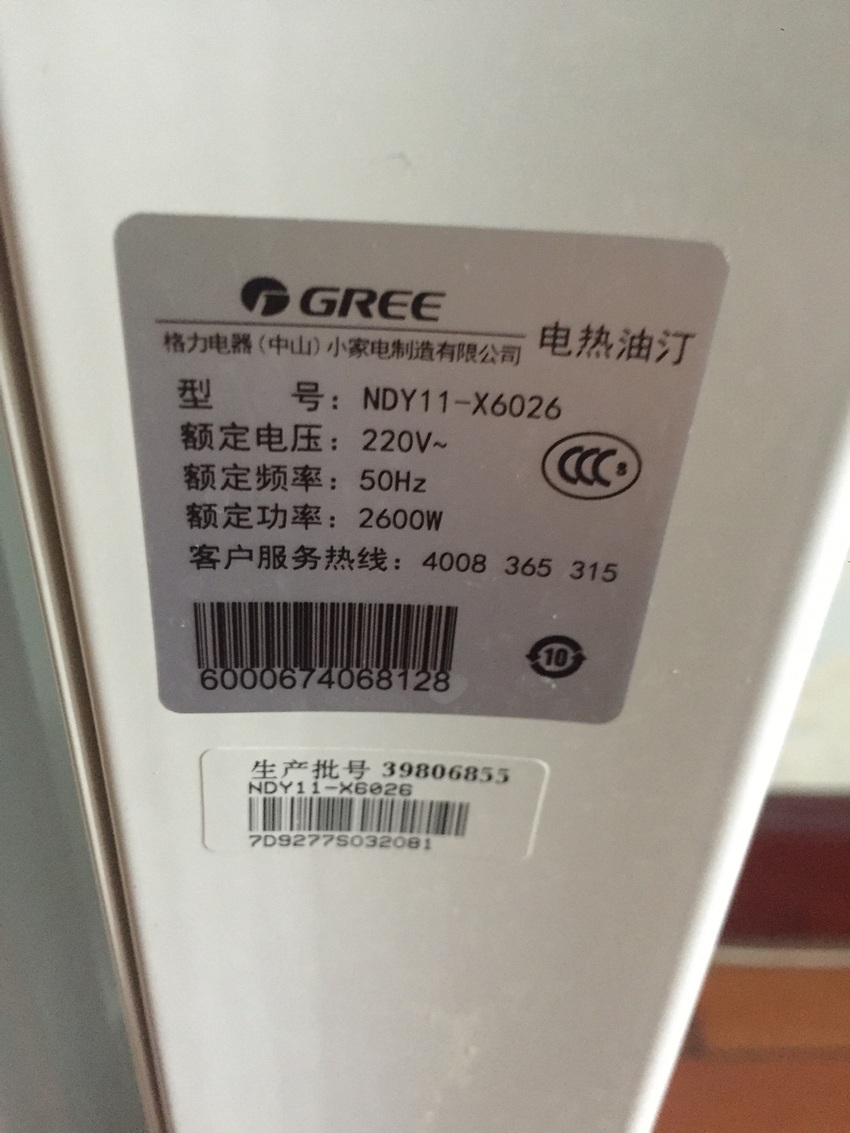 GREE
格力电器(中山)小家电制造有限公司
电热油汀
型 号: NDY11-X6026
额定电压: 220V~
额定频率: 50Hz
额定功率: 2600W
CCCS
客户服务热线: 4008 365 315
6000674068128
10
生产批号 39806855
NDY11-X6026
7D9277S032081